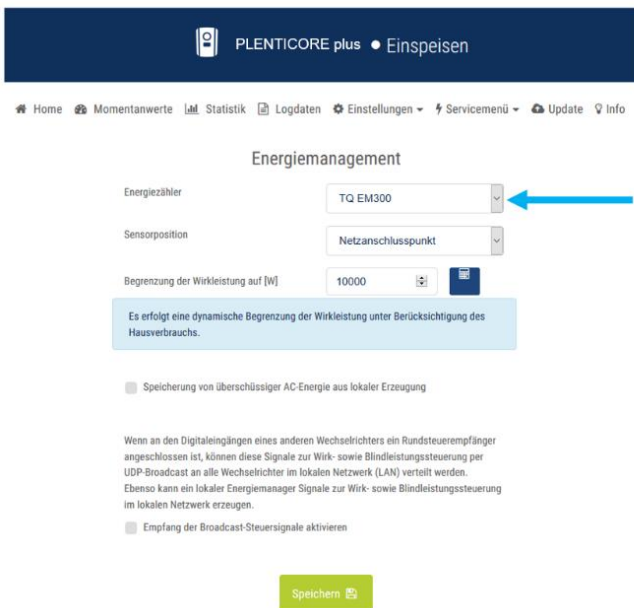 PLENTICORE plus • Einspeisen
Home Momentanwerte Statistik Logdaten Einstellungen Servicemenü Update Info
Energiemanagement
Energiezähler TQ EM300
Sensorposition Netzanschlusspunkt
Begrenzung der Wirkleistung auf [W] 10000
Es erfolgt eine dynamische Begrenzung der Wirkleistung unter Berücksichtigung des
Hausverbrauchs.
Speicherung von überschüssiger AC-Energie aus lokaler Erzeugung
Wenn an den Digitaleingängen eines anderen Wechselrichters ein Rundsteuerempfänger
angeschlossen ist, können diese Signale zur Wirk- sowie Blindleistungssteuerung per
UDP-Broadcast an alle Wechselrichter im lokalen Netzwerk (LAN) verteilt werden.
Ebenso kann ein lokaler Energiemanager Signale zur Wirk- sowie Blindleistungssteuerung
im lokalen Netzwerk erzeugen.
Empfang der Broadcast-Steuersignale aktivieren
Speichern